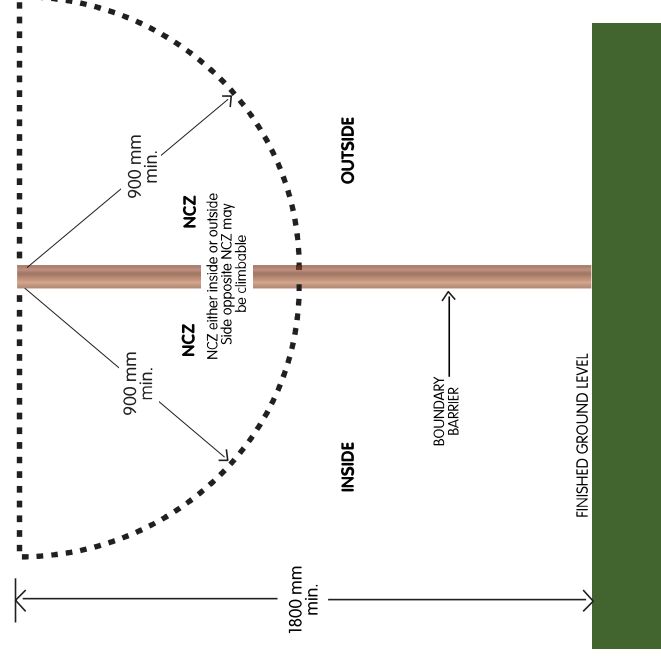 900 mm
min.
900 mm
min.
NCZ
NCZ
NCZ either inside or outside
Side opposite NCZ may
be climbable
1800 mm
min.
INSIDE
OUTSIDE
BOUNDARY
BARRIER
FINISHED GROUND LEVEL